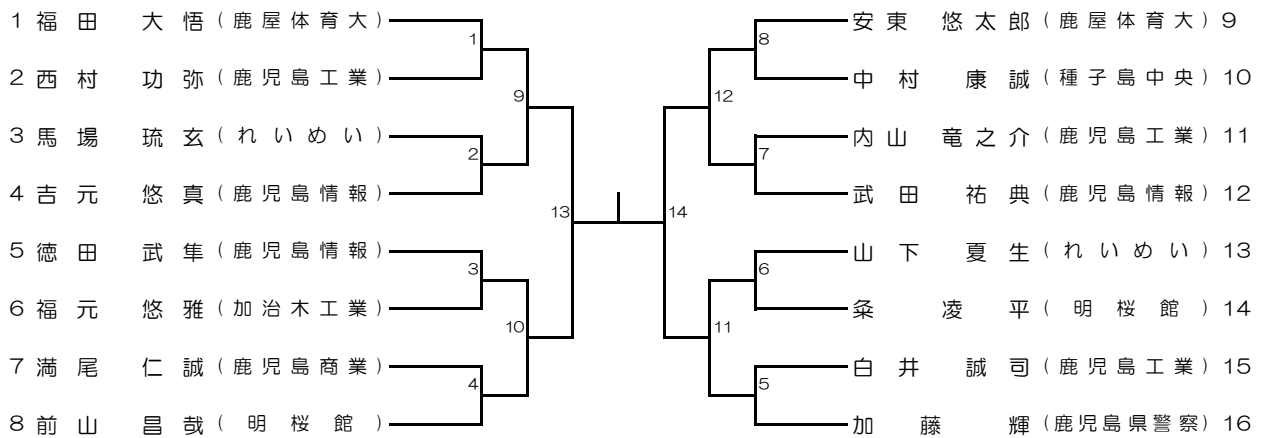 1 福田 大悟 (鹿屋体育大)
2 西村 功弥 (鹿児島工業)
3 馬場 琉玄 (れいめい)
4 吉元 悠真 (鹿児島情報)
5 徳田 武隼 (鹿児島情報)
6 福元 悠雅 (加治木工業)
7 満尾 仁誠 (鹿児島商業)
8 前山 昌哉 (明桜館)
1
2
3
4
9
10
13
14
12
11
8
7
6
5
安東 悠太郎 (鹿屋体育大) 9
中村 康誠 (種子島中央) 10
内山 竜之介 (鹿児島工業) 11
武田 祐典 (鹿児島情報) 12
山下 夏生 (れいめい) 13
粂 凌平 (明桜館) 14
白井 誠司 (鹿児島工業) 15
加藤 輝 (鹿児島県警察) 16